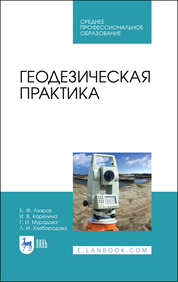 СРЕДНЕЕ
ПРОФЕССИОНАЛЬНОЕ
ОБРАЗОВАНИЕ
ГЕОДЕЗИЧЕСКАЯ
ПРАКТИКА
Б. Ф. Азаров
И. В. Карелина
Г. И. Мурадова
Л. И. Хлебородова
ЛАНЬ
E.LANBOOK.COM